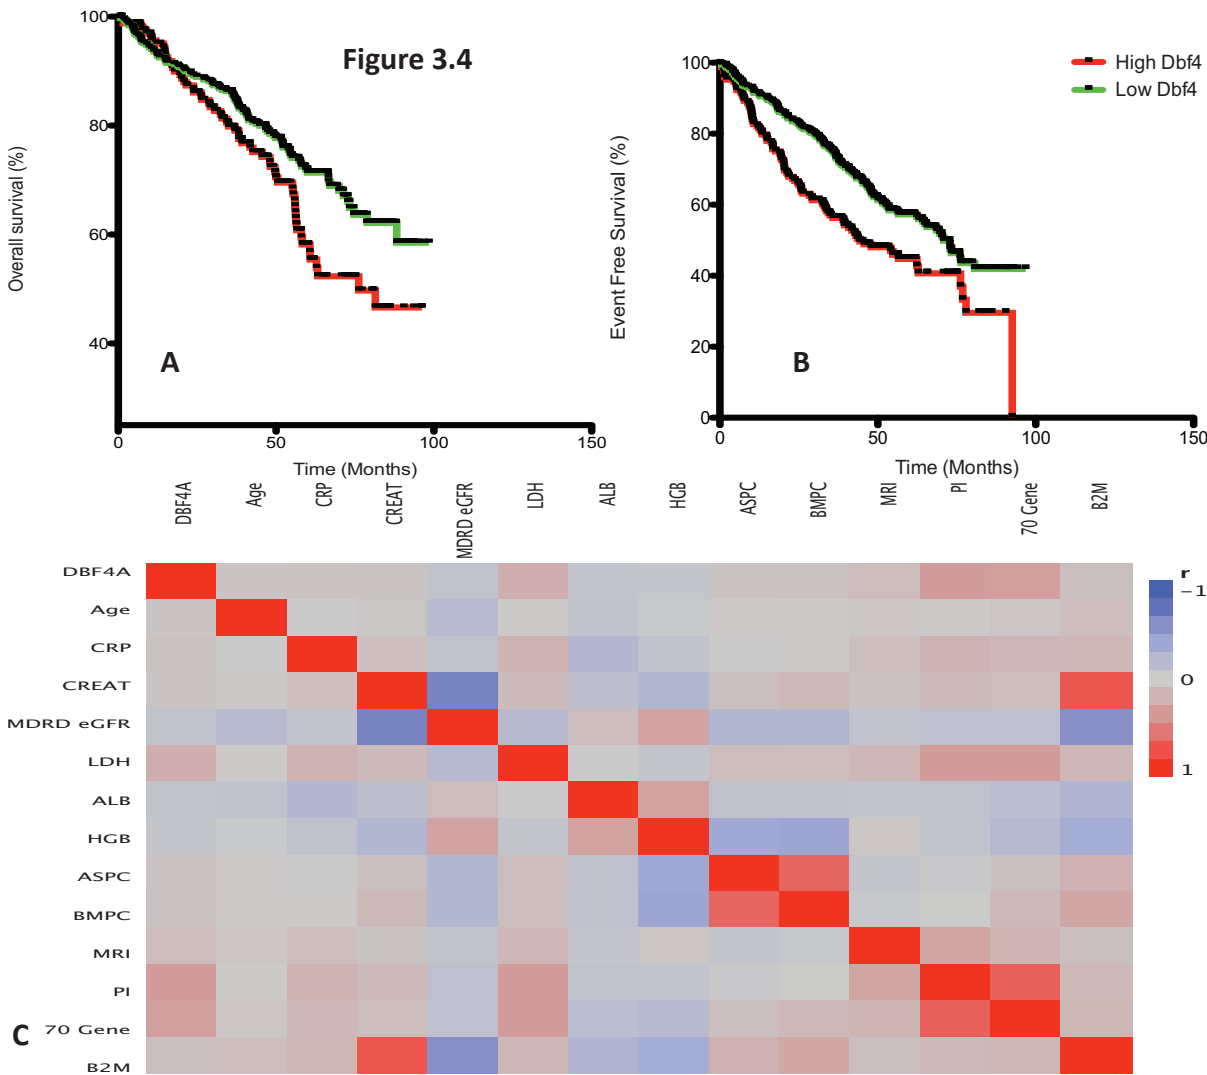 Figure 3.4
High Dbf4
Low Dbf4
Overall survival (%)
100
80
60
40
A
0
50
100
150
Time (Months)
Event Free Survival (%)
100
80
60
40
20
0
B
0
50
100
150
Time (Months)
DBF4A
Age
CRP
CREAT
MDRD eGFR
LDH
ALB
HGB
ASPC
BMPC
MRI
PI
70 Gene
B2M
DBF4A
Age
CRP
CREAT
MDRD eGFR
LDH
ALB
HGB
ASPC
BMPC
MRI
PI
70 Gene
B2M
r
-1
0
1
C